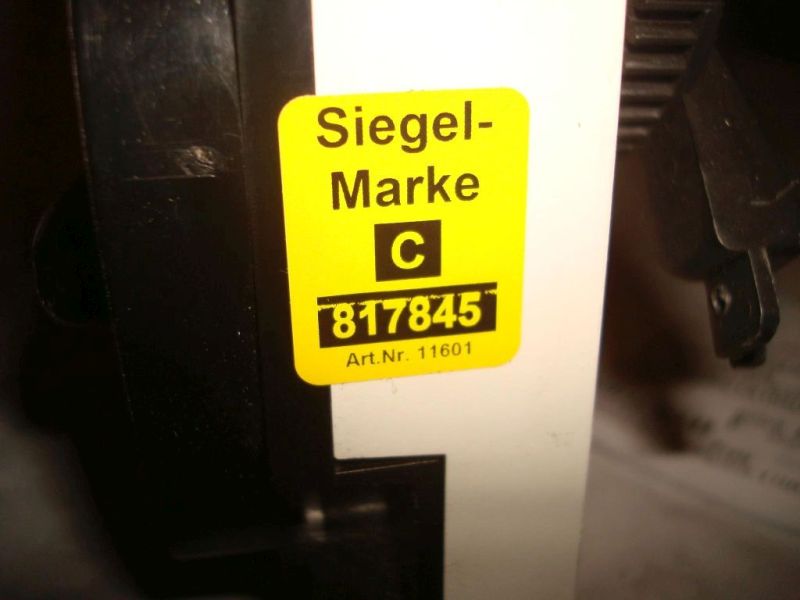 Siegel-
Marke
C
817845
Art.Nr. 11601